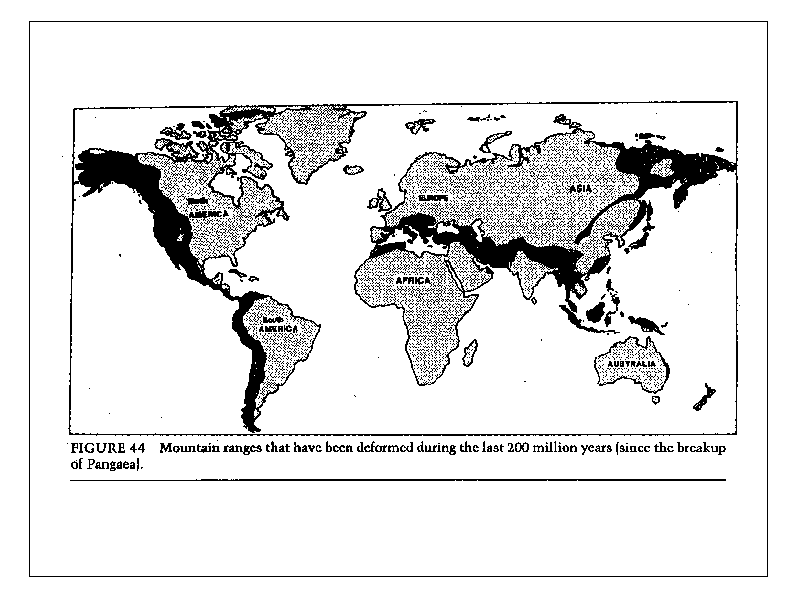 North
AMERICA
EUROPE
ASIA
AFRICA
South
AMERICA
AUSTRALIA
FIGURE 44 Mountain ranges that have been deformed during the last 200 million years (since the breakup
of Pangaea).